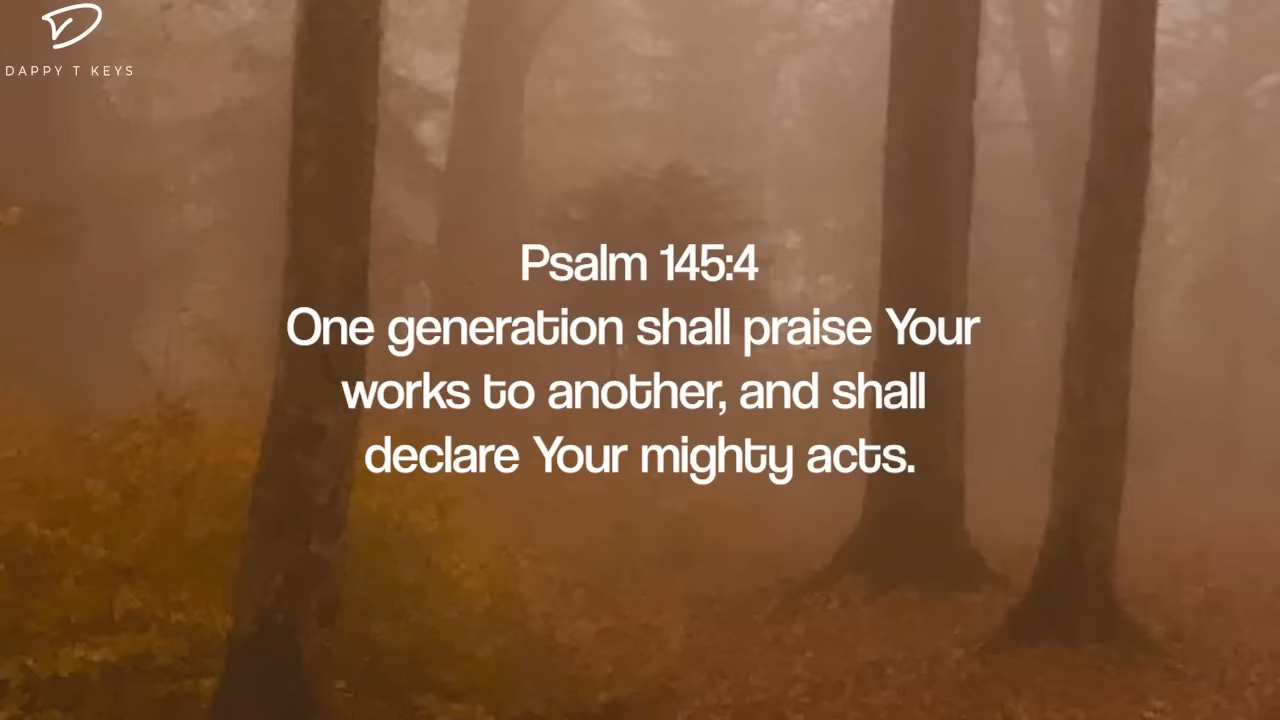 DAPPY T KEYS
Psalm 145:4
One generation shall praise Your
works to another, and shall
declare Your mighty acts.